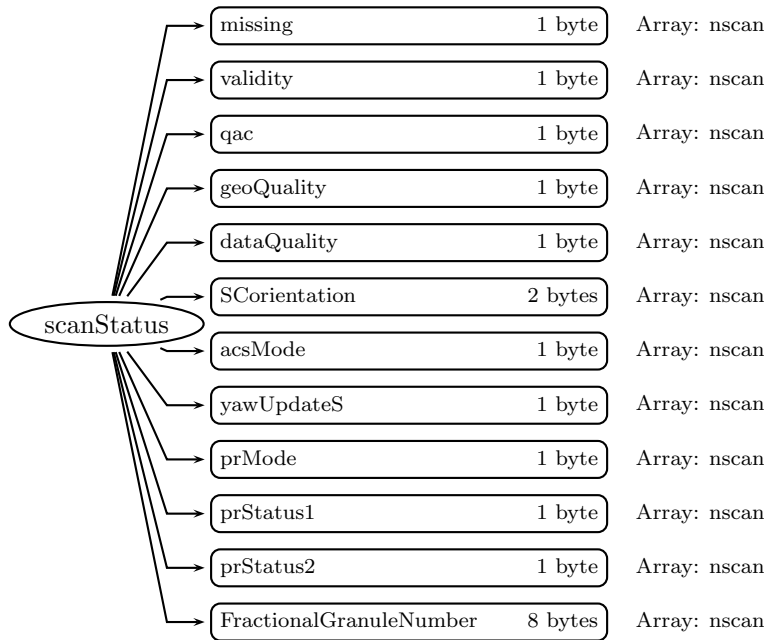 missing 1 byte Array: nscan
validity 1 byte Array: nscan
qac 1 byte Array: nscan
geoQuality 1 byte Array: nscan
dataQuality 1 byte Array: nscan
SCorientation 2 bytes Array: nscan
scanStatus
acsMode 1 byte Array: nscan
yawUpdateS 1 byte Array: nscan
prMode 1 byte Array: nscan
prStatus1 1 byte Array: nscan
prStatus2 1 byte Array: nscan
FractionalGranuleNumber 8 bytes Array: nscan